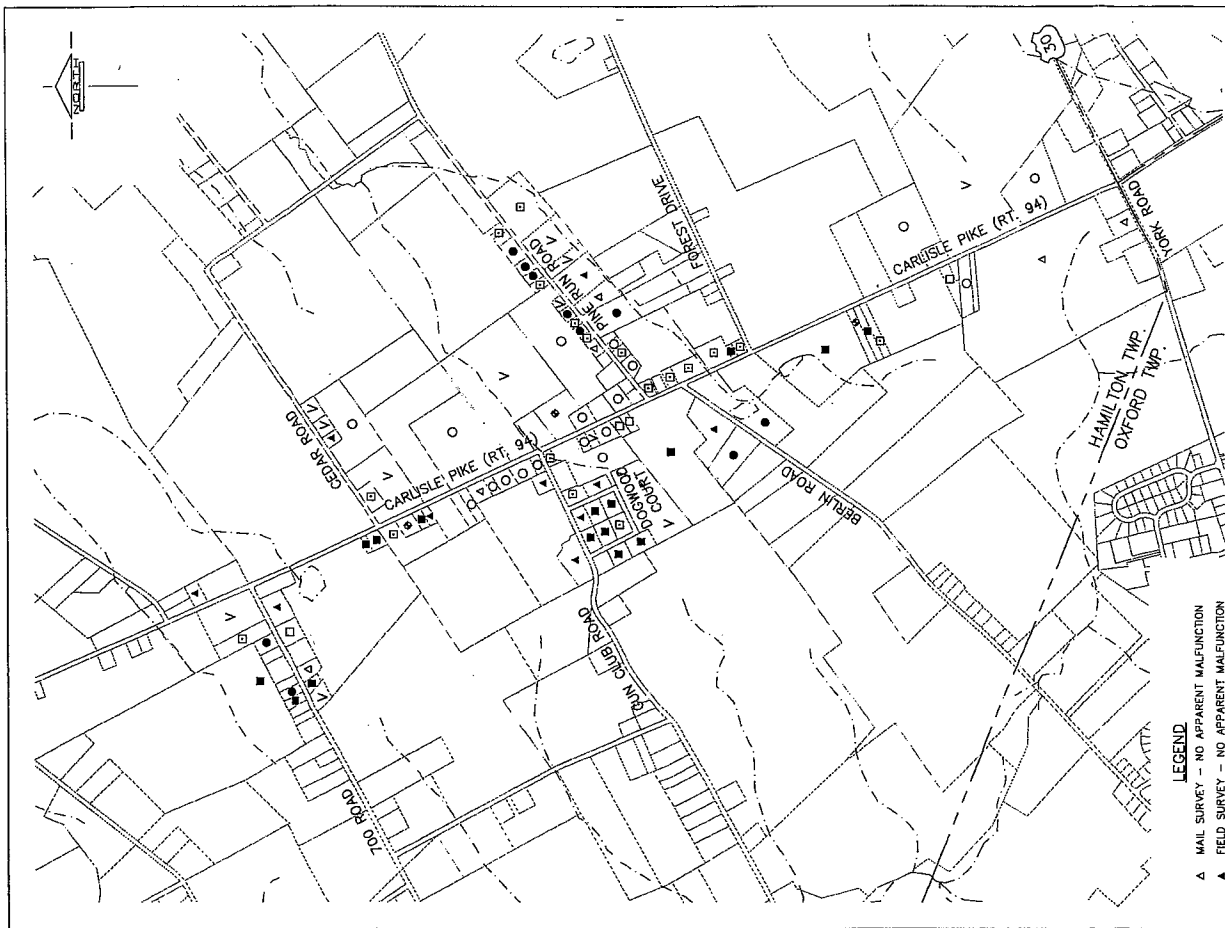 NORTH
30
CEDAR ROAD
PINE RUN ROAD
FOREST DRIVE
CARLISLE PIKE (RT. 94)
CARLISLE PIKE (RT. 94)
YORK ROAD
HAMILTON TWP.
OXFORD TWP.
DOGWOOD
COURT
BERLIN ROAD
GUN CLUB ROAD
700 ROAD
LEGEND
MAIL SURVEY - NO APPARENT MALFUNCTION
FIELD SURVEY - NO APPARENT MALFUNCTION